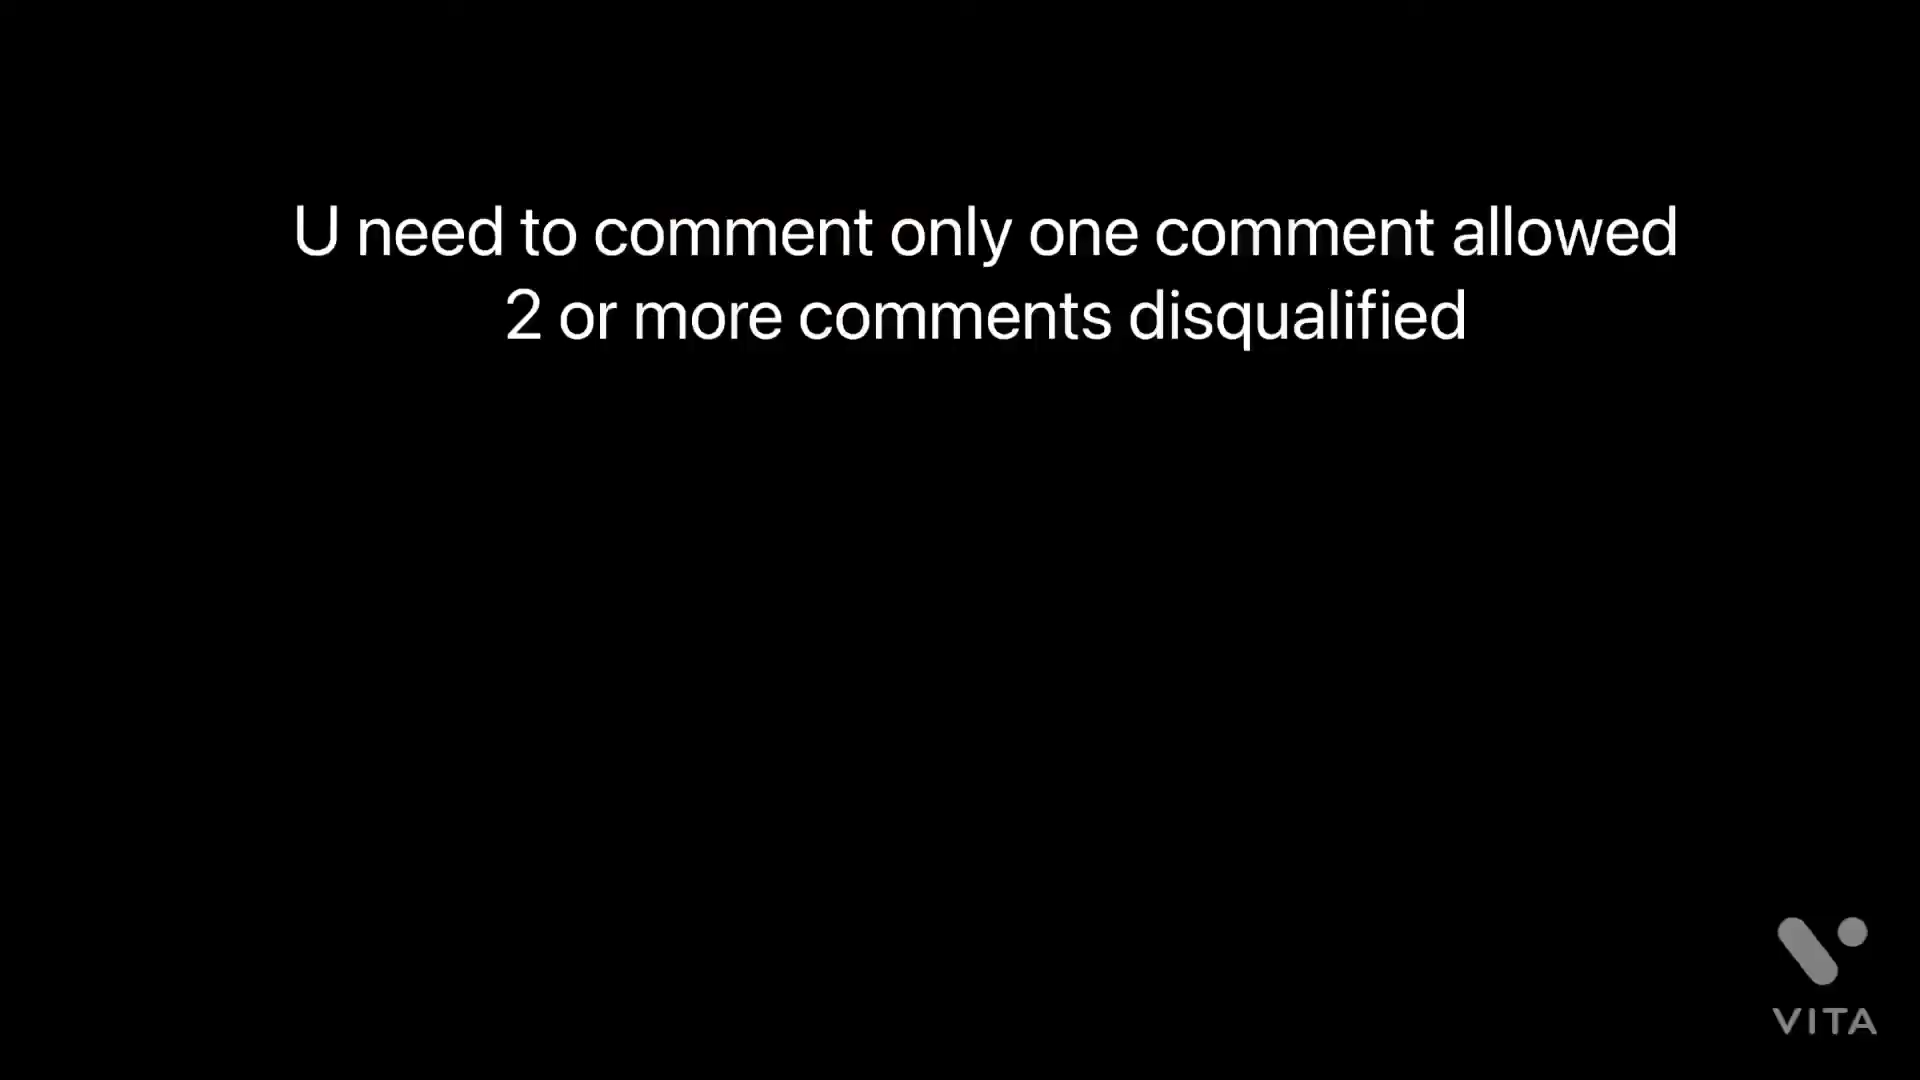 U need to comment only one comment allowed
2 or more comments disqualified
VITA